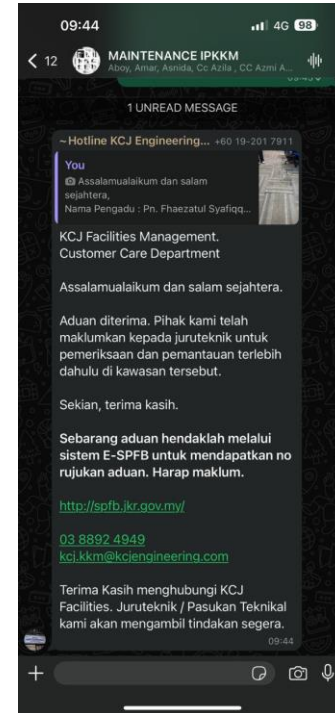 09:44
4G 98
12
MAINTENANCE IPKKM
Aboy, Amar, Asnida, Cc Azila , CC Azmi A...
1 UNREAD MESSAGE
~Hotline KCJ Engineering... +60 19-201 7911
You
Assalamualaikum dan salam
sejahtera,
Nama Pengadu : Pn. Fhaezatul Syafiqq...
KCJ Facilities Management.
Customer Care Department
Assalamualaikum dan salam sejahtera.
Aduan diterima. Pihak kami telah
maklumkan kepada juruteknik untuk
pemeriksaan dan pemantauan terlebih
dahulu di kawasan tersebut.
Sekian, terima kasih.
Sebarang aduan hendaklah melalui
sistem E-SPFB untuk mendapatkan no
rujukan aduan. Harap maklum.
http://spfb.jkr.gov.my/
03 8892 4949
kcj.kkm@kcjengineering.com
Terima Kasih menghubungi KCJ
Facilities. Juruteknik / Pasukan Teknikal
kami akan mengambil tindakan segera.
09:44